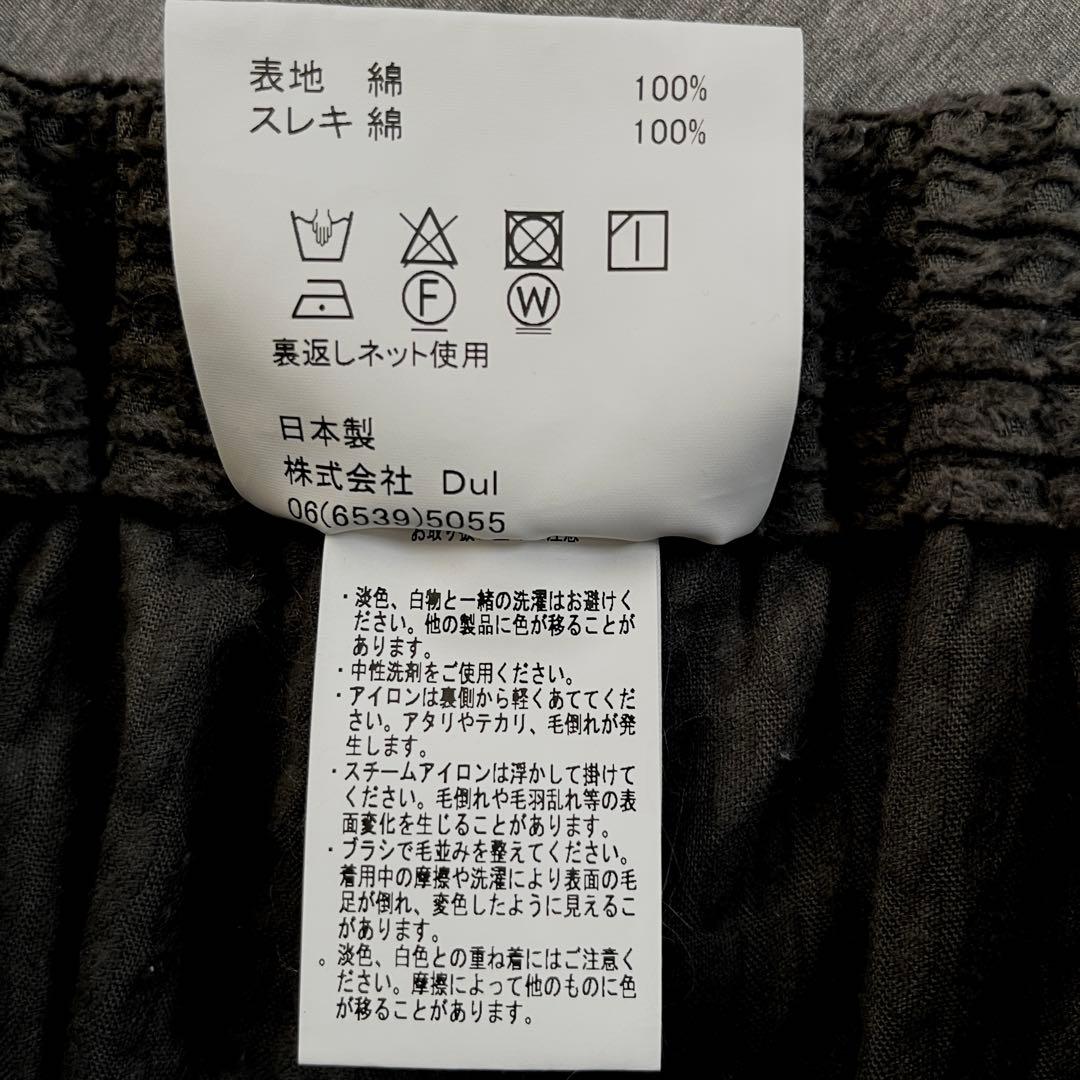 表地 綿 100%
スレキ 綿 100%
F W
裏返しネット使用
日本製
株式会社 Dul
06(6539)5055
・淡色、白物と一緒の洗濯はお避けく
ださい。他の製品に色が移ることが
あります。
・中性洗剤をご使用ください。
・アイロンは裏側から軽くあててくだ
さい。アタリやテカリ、毛倒れが発
生します。
・スチームアイロンは浮かして掛けて
ください。毛倒れや毛羽乱れ等の表
面変化を生じることがあります。
・ブラシで毛並みを整えてください。
着用中の摩擦や洗濯により表面の毛
足が倒れ、変色したように見えるこ
があります。
。淡色、白色との重ね着にはご注意く
ださい。摩擦によって他のものに色
が移ることがあります。